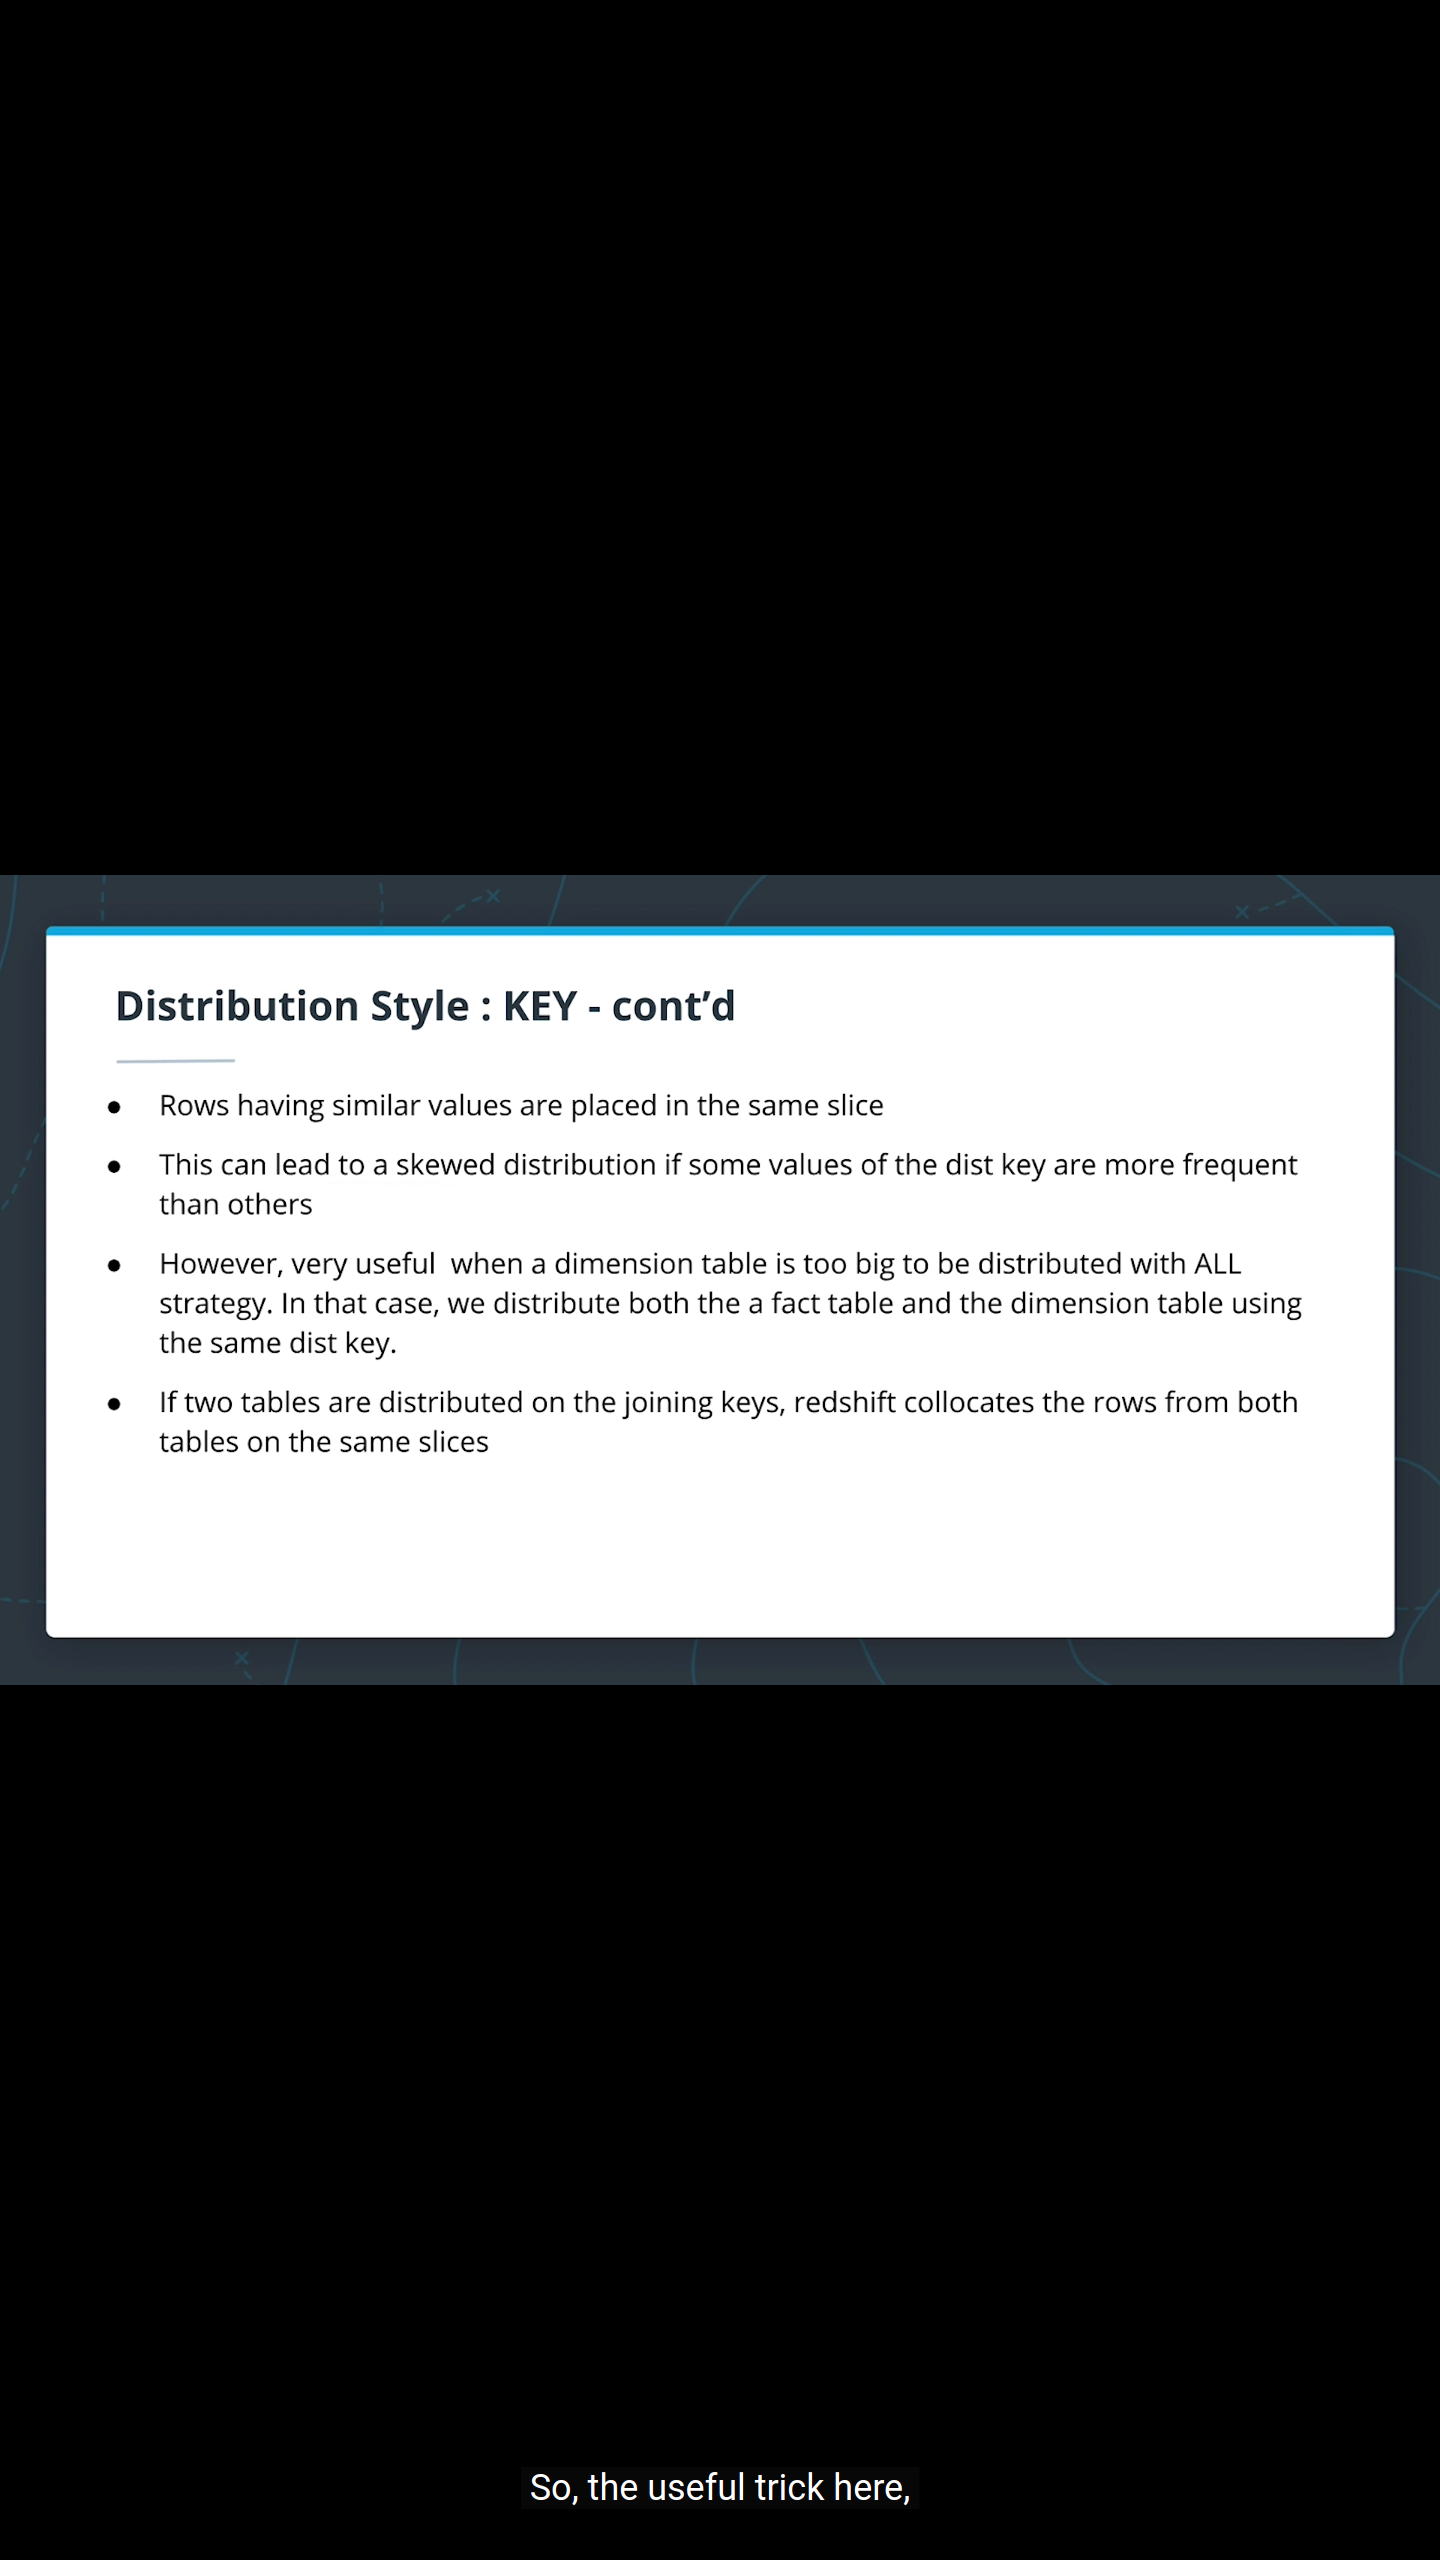 Distribution Style : KEY - cont’d
● Rows having similar values are placed in the same slice
● This can lead to a skewed distribution if some values of the dist key are more frequent
than others
● However, very useful  when a dimension table is too big to be distributed with ALL
strategy. In that case, we distribute both the a fact table and the dimension table using
the same dist key.
● If two tables are distributed on the joining keys, redshift collocates the rows from both
tables on the same slices
So, the useful trick here,